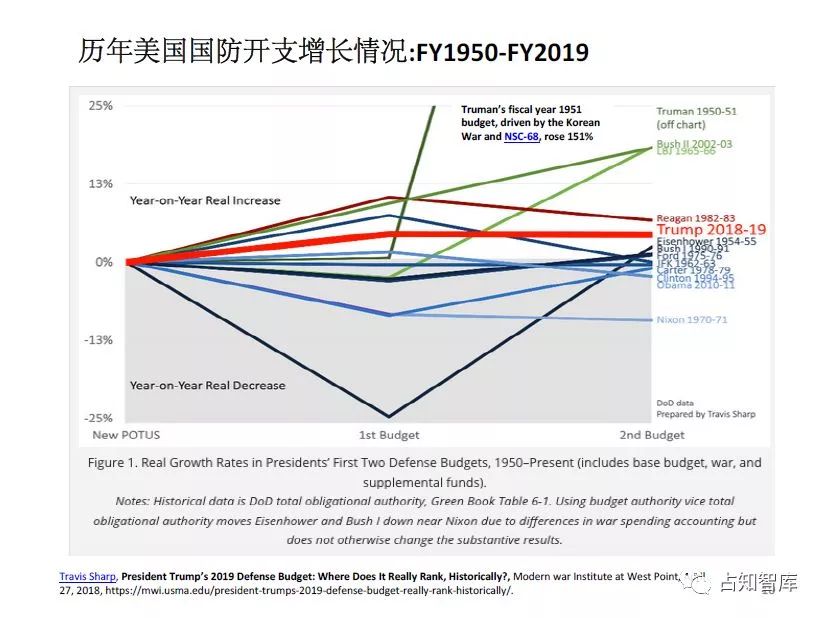 历年美国国防开支增长情况:FY1950-FY2019
25%
13%
0%
-13%
-25%
Truman's fiscal year 1951
budget, driven by the Korean
War and NSC-68, rose 151%
Year-on-Year Real Increase
Year-on-Year Real Decrease
Truman 1950-51
(off chart)
Bush II 2002-03
LBJ 1965-66
Reagan 1982-83
Trump 2018-19
Eisenhower 1954-55
Bush I 1990-91
Ford 1975-76
JFK 1962-63
Carter 1978-79
Clinton 1994-95
Obama 2010-11
Nixon 1970-71
DoD data
Prepared by Travis Sharp
New POTUS
1st Budget
2nd Budget
Figure 1. Real Growth Rates in Presidents' First Two Defense Budgets, 1950–Present (includes base budget, war, and
supplemental funds).
Notes: Historical data is DoD total obligational authority, Green Book Table 6-1. Using budget authority vice total
obligational authority moves Eisenhower and Bush I down near Nixon due to differences in war spending accounting but
does not otherwise change the substantive results.
Travis Sharp, President Trump's 2019 Defense Budget: Where Does It Really Rank, Historically?, Modern war Institute at West Point,
27, 2018, https://mwi.usma.edu/president-trumps-2019-defense-budget-really-rank-historically/.
占知智库